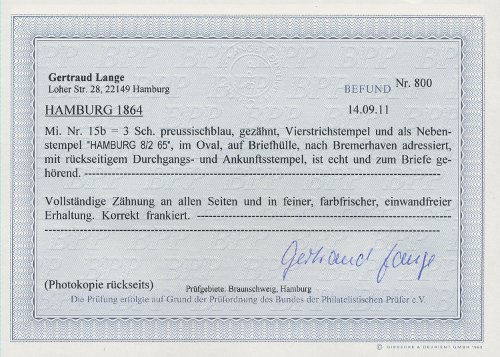 Gertraud Lange
Loher Str. 28, 22149 Hamburg
BEFUND Nr. 800
HAMBURG 1864
14.09.11
Mi. Nr. 15b = 3 Sch. preussischblau, gezähnt, Vierstrichstempel und als Neben-
stempel "HAMBURG 8/2 65", im Oval, auf Briefhülle, nach Bremerhaven adressiert,
mit rückseitigem Durchgangs- und Ankunftsstempel, ist echt und zum Briefe ge-
hörend.
Vollständige Zähnung an allen Seiten und in feiner, farbfrischer, einwandfreier
Erhaltung. Korrekt frankiert.
Gertraud Lange
(Photokopie rückseits)
Prüfgebiete: Braunschweig, Hamburg
Die Prüfung erfolgte auf Grund der Prüfordnung des Bundes der Philatelistischen Prüfer e.V.